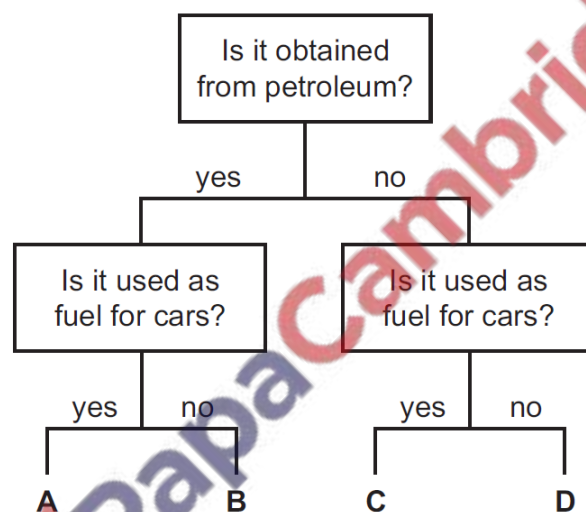 Is it obtained
from petroleum?
yes
no
Is it used as
fuel for cars?
Is it used as
fuel for cars?
yes
no
yes
no
A
B
C
D
PapaCambri